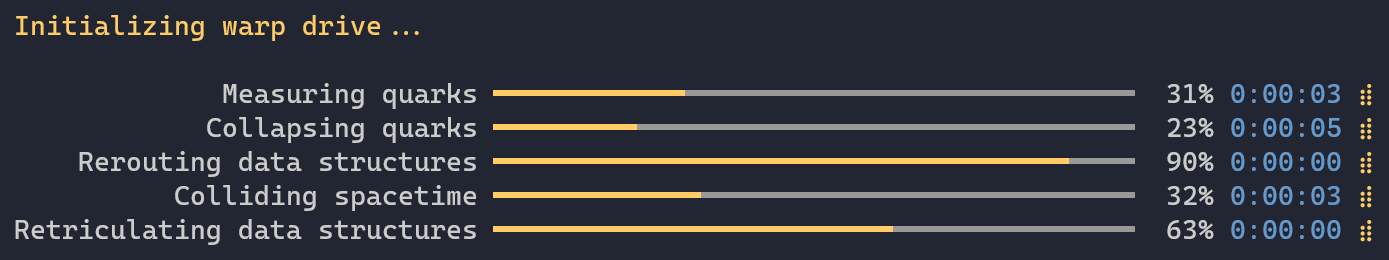 Initializing warp drive...
Measuring quarks 31% 0:00:03
Collapsing quarks 23% 0:00:05
Rerouting data structures 90% 0:00:00
Colliding spacetime 32% 0:00:03
Retriculating data structures 63% 0:00:00